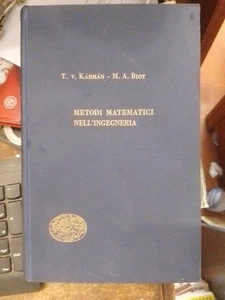 T. v. KÁRMÁN - M. A. BIOT
METODI MATEMATICI
NELL'INGEGNERIA